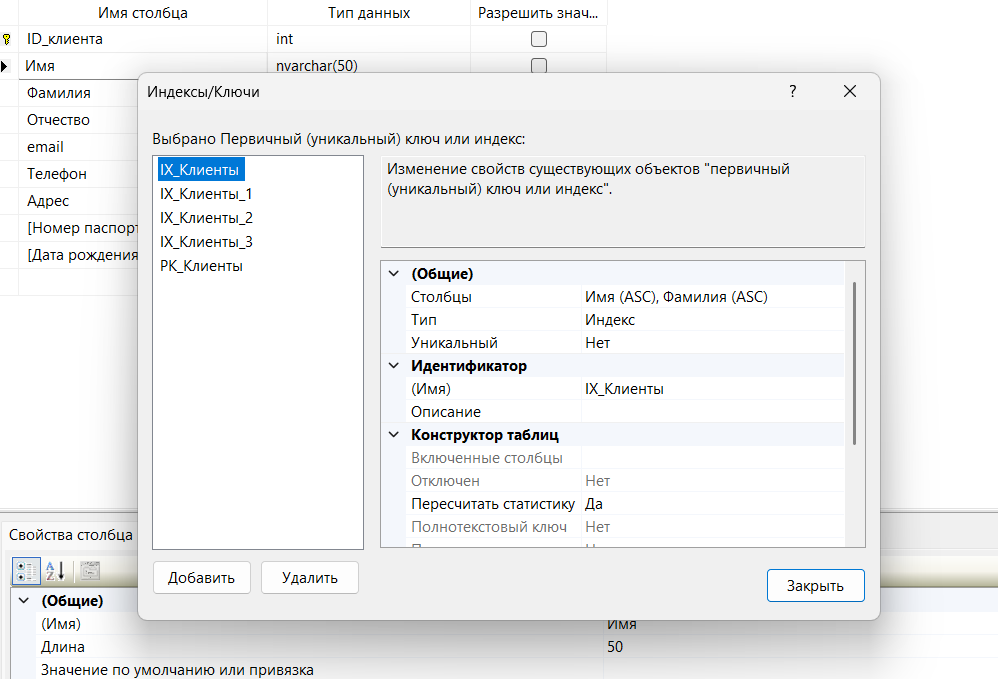 Имя столбца Тип данных Разрешить знач...
ID_клиента int
Имя nvarchar(50)
Фамилия
Отчество
email
Телефон
Адрес
[Номер паспорт
[Дата рождения
Индексы/Ключи ?
Выбрано Первичный (уникальный) ключ или индекс:
IX_Клиенты
IX_Клиенты_1
IX_Клиенты_2
IX_Клиенты_3
PK_Клиенты
Изменение свойств существующих объектов "первичный
(уникальный) ключ или индекс".
(Общие)
Столбцы Имя (ASC), Фамилия (ASC)
Тип Индекс
Уникальный Нет
Идентификатор
(Имя) IX_Клиенты
Описание
Конструктор таблиц
Включенные столбцы
Отключен Нет
Пересчитать статистику Да
Полнотекстовый ключ Нет
Добавить Удалить
Закрыть
Свойства столбца
(Общие)
(Имя) Имя
Длина 50
Значение по умолчанию или привязка